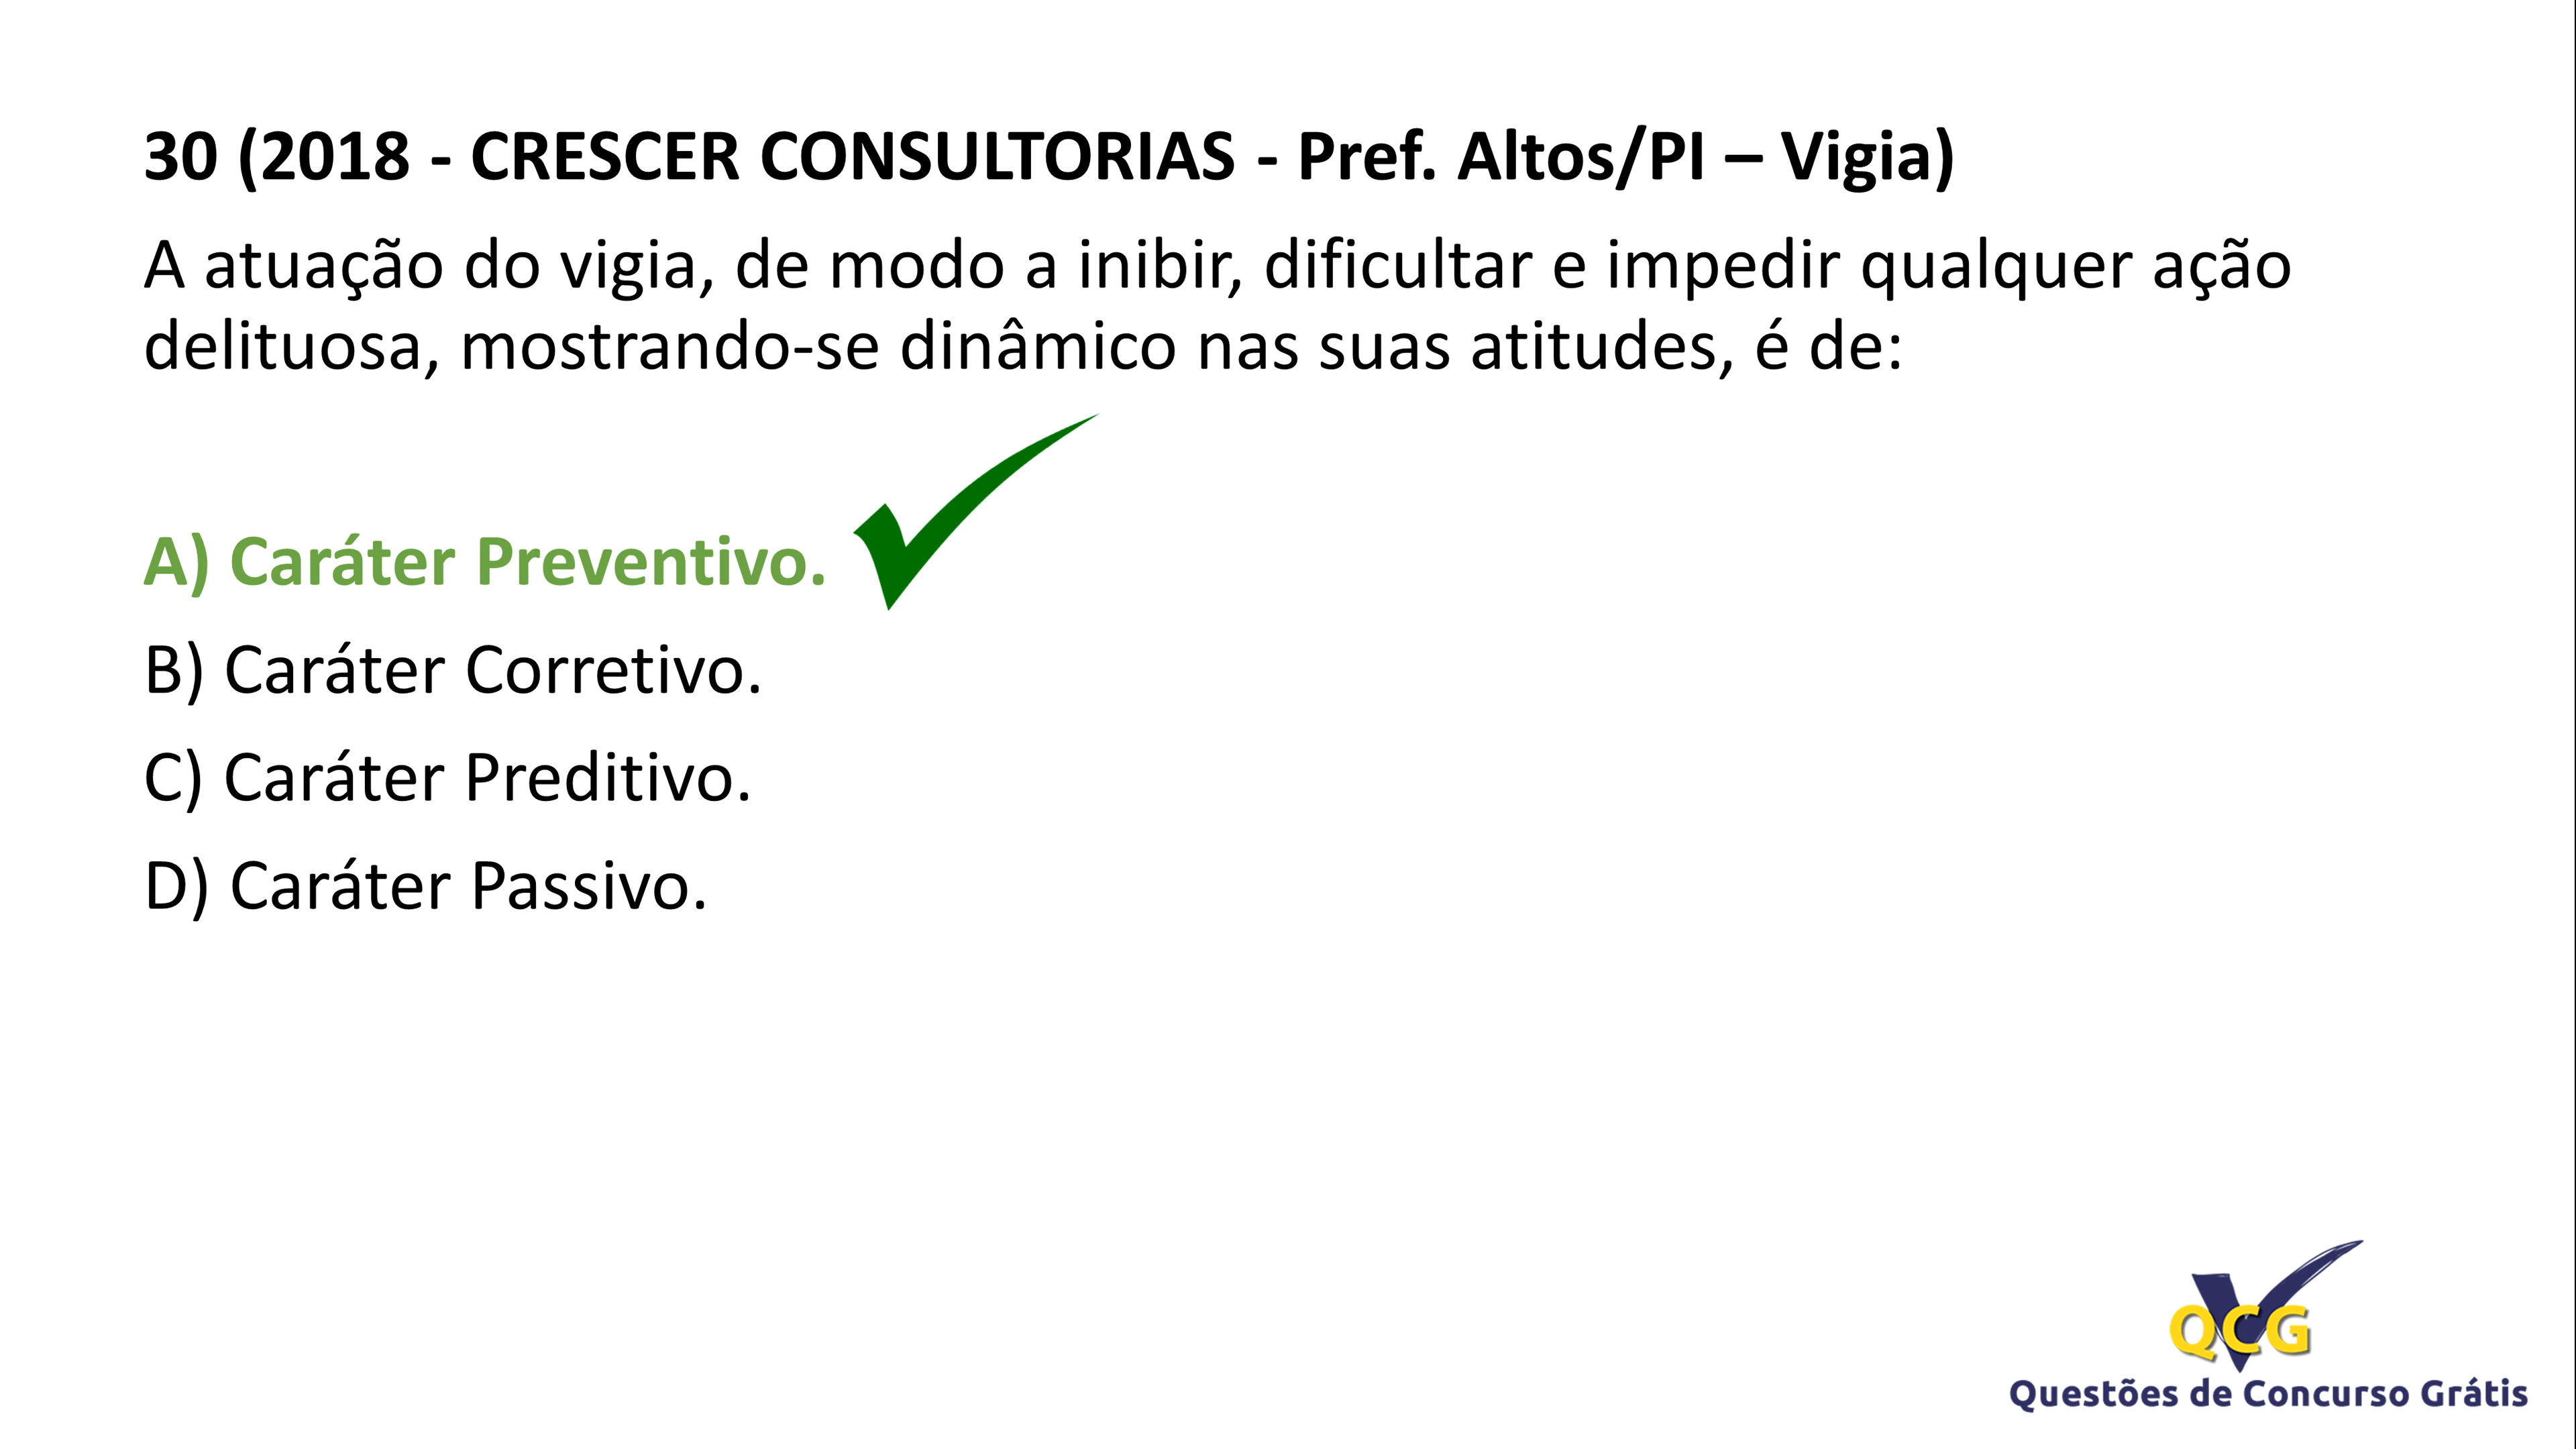 30 (2018 - CRESCER CONSULTORIAS - Pref. Altos/PI – Vigia)
A atuação do vigia, de modo a inibir, dificultar e impedir qualquer ação
delituosa, mostrando-se dinâmico nas suas atitudes, é de:
A) Caráter Preventivo.
B) Caráter Corretivo.
C) Caráter Preditivo.
D) Caráter Passivo.
QCG
Questões de Concurso Grátis